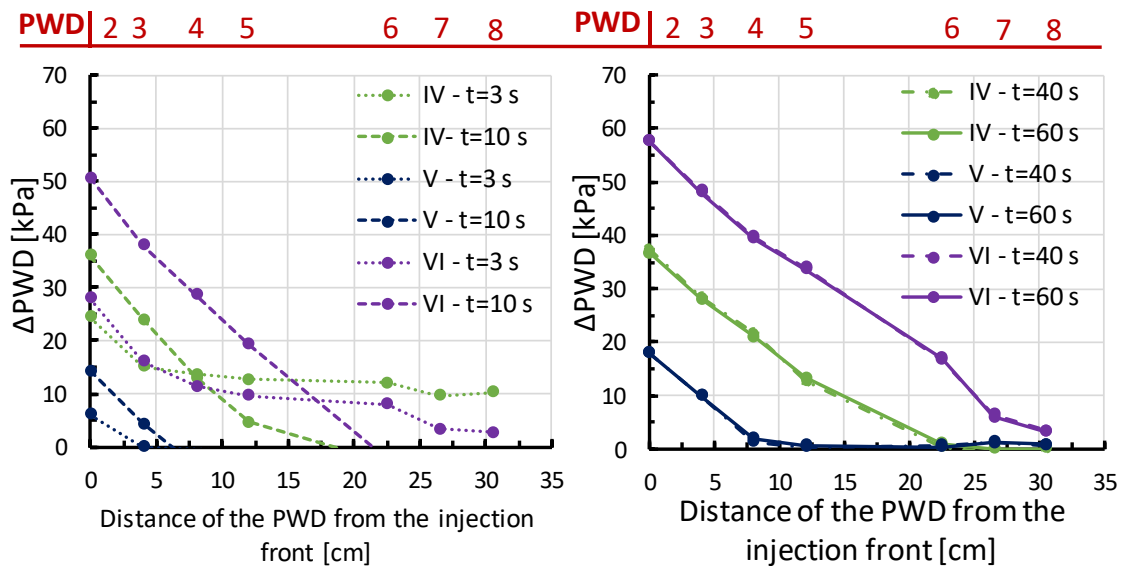 PWD 2 3 4 5 6 7 8
70
60
50
40
30
20
10
0
ΔPWD [kPa]
IV - t=3 s
IV- t=10 s
V - t=3 s
V - t=10 s
VI - t=3 s
VI - t=10 s
0 5 10 15 20 25 30 35
Distance of the PWD from the injection
front [cm]
PWD 2 3 4 5 6 7 8
70
60
50
40
30
20
10
0
ΔPWD [kPa]
IV - t=40 s
IV - t=60 s
V - t=40 s
V - t=60 s
VI - t=40 s
VI - t=60 s
0 5 10 15 20 25 30 35
Distance of the PWD from the
injection front [cm]